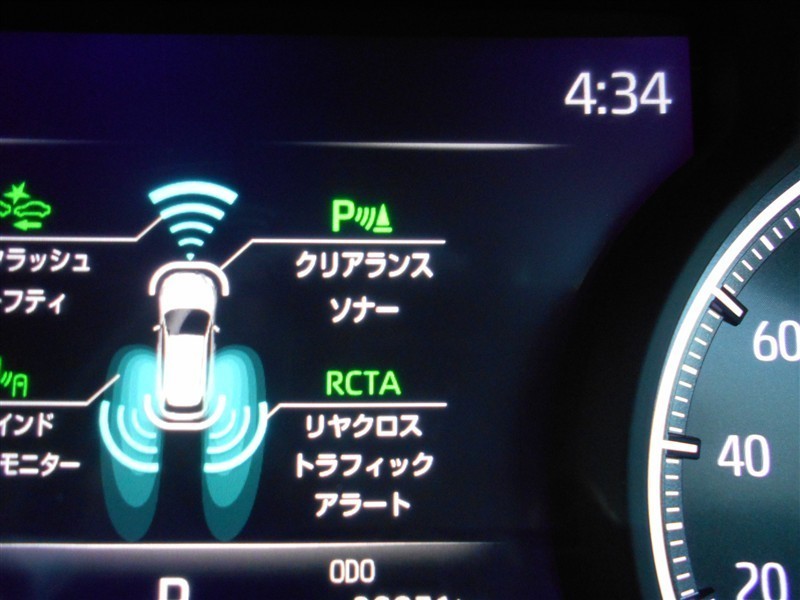 4:34
P
ラッシュ
クリアランス
フティ
ソナー
60
RCTA
インド
リヤクロス
モニター
トラフィック
40
アラート
ODO
20
P